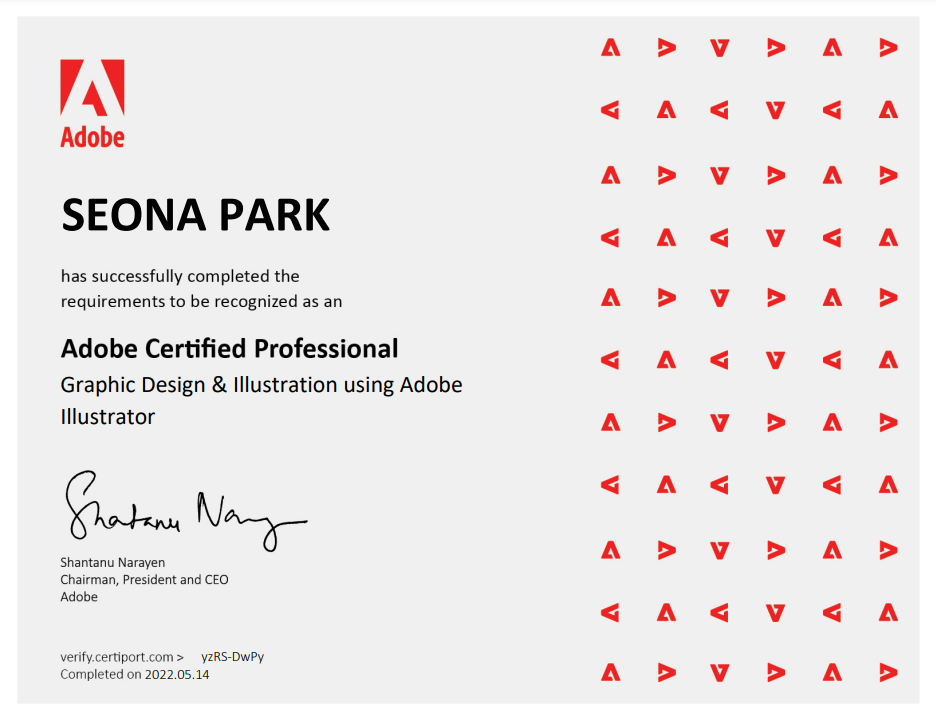 Adobe
SEONA PARK
has successfully completed the
requirements to be recognized as an
Adobe Certified Professional
Graphic Design & Illustration using Adobe
Illustrator
Shantanu Narayen
Shantanu Narayen
Chairman, President and CEO
Adobe
verify.certiport.com > yzRS-DwPy
Completed on 2022.05.14